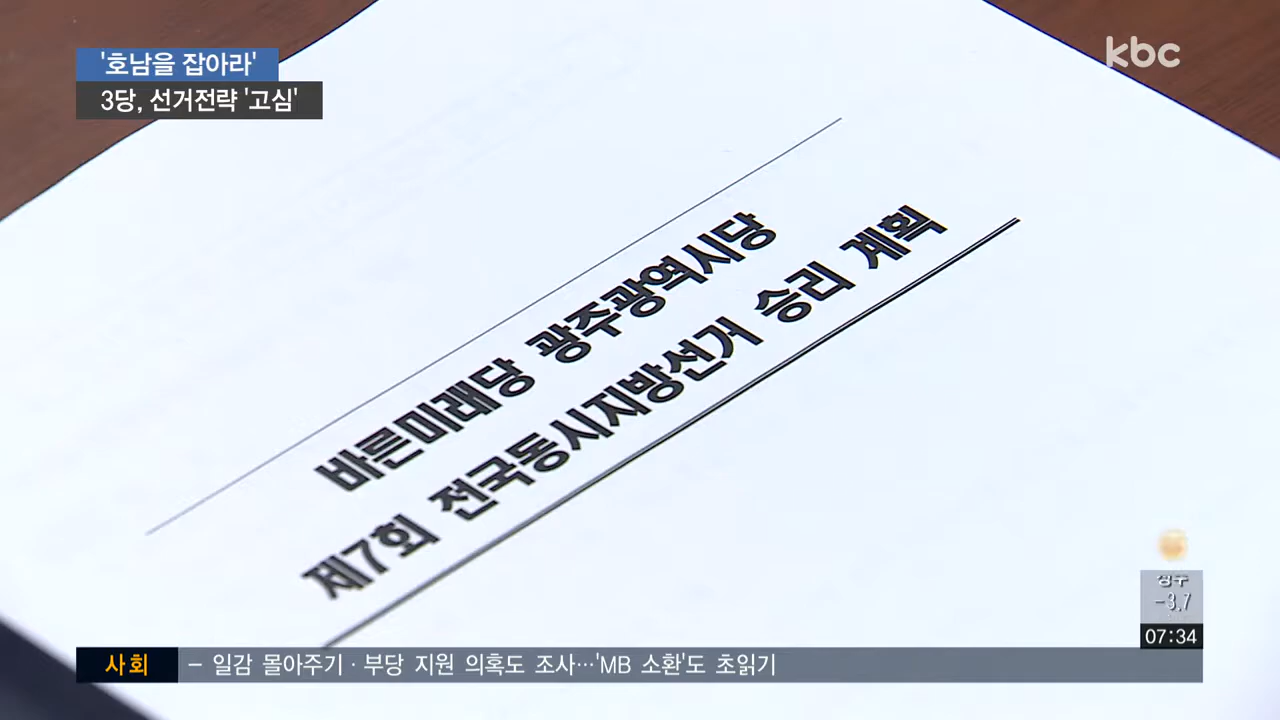 '호남을 잡아라'
3당, 선거전략 '고심'
kbc
바른미래당 광주광역시당
제7회 전국동시지방선거 승리 계획
-3.7
07:34
사회
- 일감 몰아주기·부당 지원 의혹도 조사…'MB 소환'도 초읽기